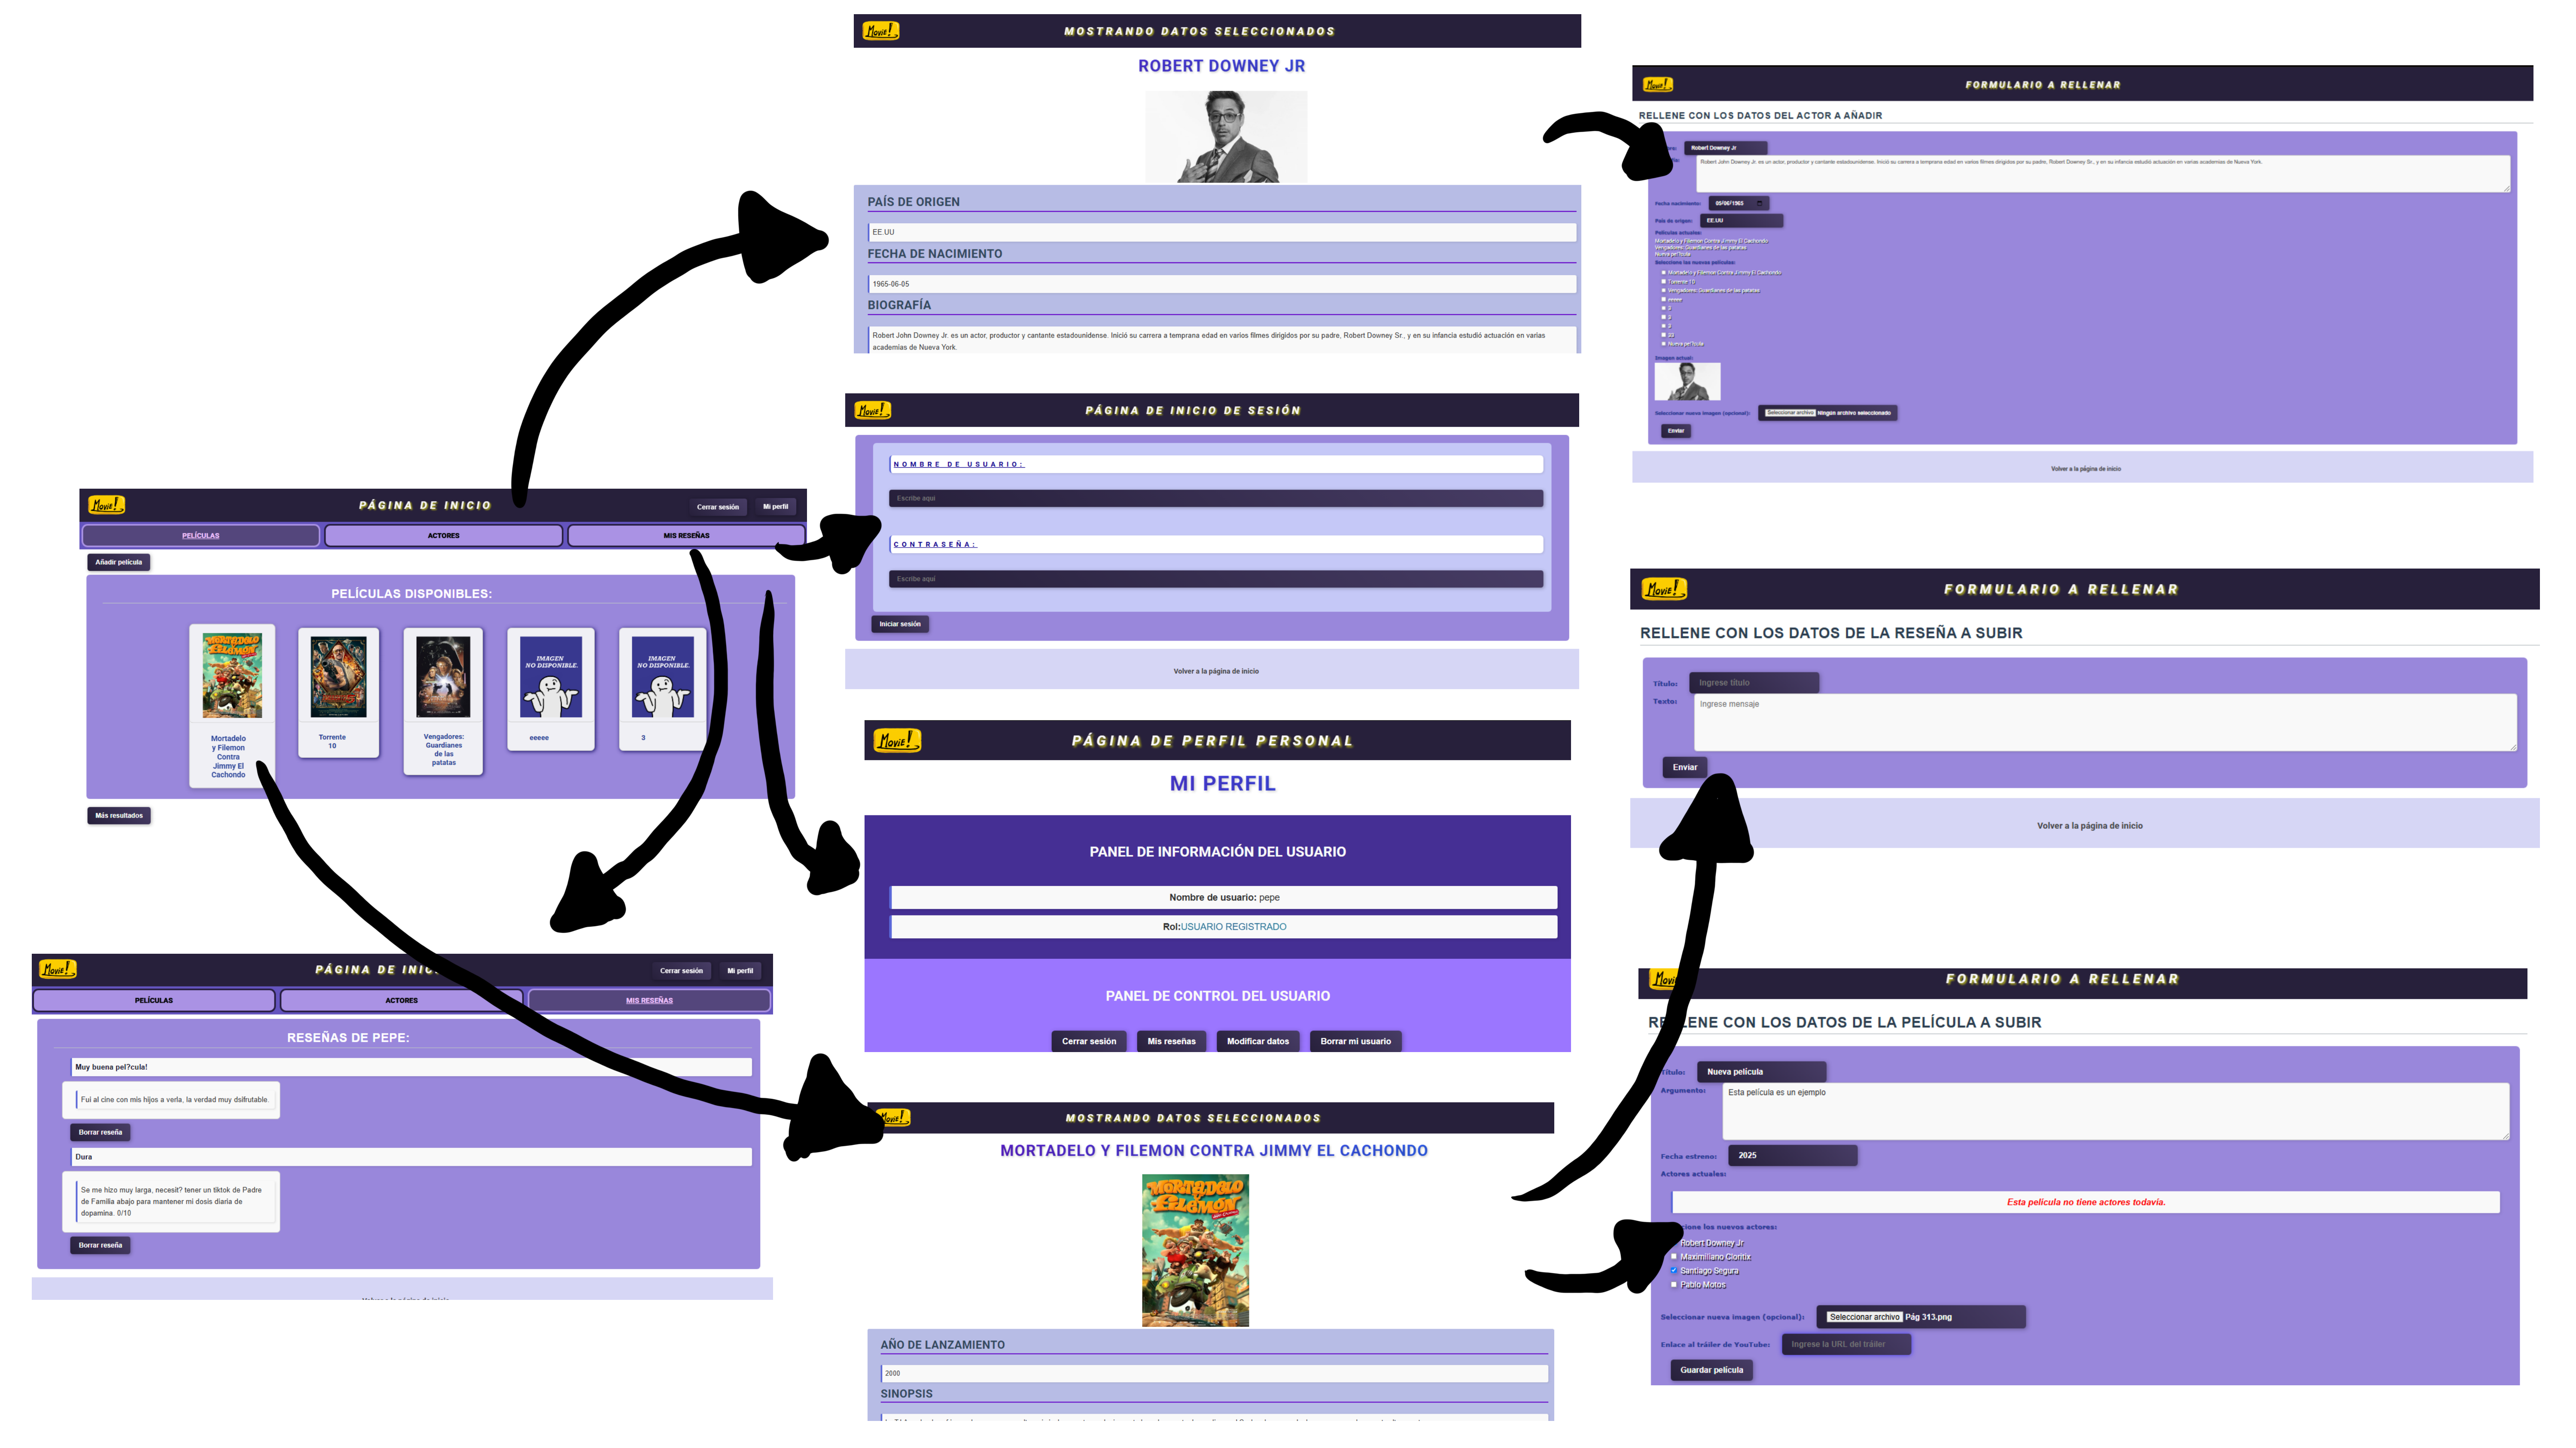 Movie!
PÁGINA DE INICIO
Cerrar sesión
Mi perfil
PELÍCULAS
ACTORES
MIS RESEÑAS
Añadir película
PELÍCULAS DISPONIBLES:
MORTADELO
FILEMÓN
Mortadelo
y Filemon
Contra
Jimmy El
Cachondo
Torrente
10
Vengadores:
Guardianes
de las
patatas
IMAGEN
NO DISPONIBLE.
eeeee
IMAGEN
NO DISPONIBLE.
3
Más resultados
Movie!
Cerrar sesión
Mi perfil
PÁGINA DE
PELÍCULAS
ACTORES
MIS RESEÑAS
RESEÑAS DE PEPE:
Muy buena pel?cula!
Fui al cine con mis hijos a verla, la verdad muy dsifrutable.
Borrar reseña
Dura
Se me hizo muy larga, necesit? tener un tiktok de Padre
de Familia abajo para mantener mi dosis diaria de
dopamina. 0/10
Borrar reseña
Movie!
MOSTRANDO DATOS SELECCIONADOS
ROBERT DOWNEY JR
PAÍS DE ORIGEN
EE.UU
FECHA DE NACIMIENTO
1965-06-05
BIOGRAFÍA
Robert John Downey Jr. es un actor, productor y cantante estadounidense. Inició su carrera a temprana edad en varios filmes dirigidos por su padre, Robert Downey Sr., y en su infancia estudió actuación en varias
academias de Nueva York.
Movie!
PÁGINA DE INICIO DE SESIÓN
NOMBRE DE USUARIO:
Escribe aquí
CONTRASEÑA:
Escribe aquí
Iniciar sesión
Volver a la página de inicio
Movie!
PÁGINA DE PERFIL PERSONAL
MI PERFIL
PANEL DE INFORMACIÓN DEL USUARIO
Nombre de usuario: pepe
Rol:USUARIO REGISTRADO
PANEL DE CONTROL DEL USUARIO
Cerrar sesión
Mis reseñas
Modificar datos
Borrar mi usuario
Movie!
MOSTRANDO DATOS SELECCIONADOS
MORTADELO Y FILEMON CONTRA JIMMY EL CACHONDO
MORTADELO
FILEMÓN
AÑO DE LANZAMIENTO
2000
SINOPSIS
Movie!
FORMULARIO A RELLENAR
RELLENE CON LOS DATOS DEL ACTOR A AÑADIR
Robert Downey Jr
Robert John Downey Jr. es un actor, productor y cantante estadounidense. Inició su carrera a temprana edad en varios filmes dirigidos por su padre, Robert Downey Sr., y en su infancia estudió actuación en varias academias de Nueva York.
Fecha nacimiento:
05/06/1965
País de origen:
EE.UU
Películas actuales:
Mortadelo y Filemon Contra Jimmy El Cachondo
Vengadores: Guardianes de las patatas
Nueva pel?cula
Seleccione las nuevas películas:
Mortadelo y Filemon Contra Jimmy El Cachondo
Torrente 10
Vengadores: Guardianes de las patatas
eeeee
3
3
3
33
Nueva pel?cula
Imagen actual:
Seleccionar nueva imagen (opcional):
Seleccionar archivo Ningún archivo seleccionado
Enviar
Volver a la página de inicio
Movie!
FORMULARIO A RELLENAR
RELLENE CON LOS DATOS DE LA RESEÑA A SUBIR
Título:
Ingrese título
Texto:
Ingrese mensaje
Enviar
Volver a la página de inicio
FORMULARIO A RELLENAR
CON LOS DATOS DE LA PELÍCULA A SUBIR
Título:
Nueva película
Argumento:
Esta película es un ejemplo
Fecha estreno:
2025
Actores actuales:
Esta película no tiene actores todavía.
los nuevos actores:
Robert Downey Jr
Maximiliano Cloritix
Santiago Segura
Pablo Motos
Seleccionar nueva imagen (opcional):
Seleccionar archivo Pág 313.png
Enlace al tráiler de YouTube:
Ingrese la URL del tráiler
Guardar película